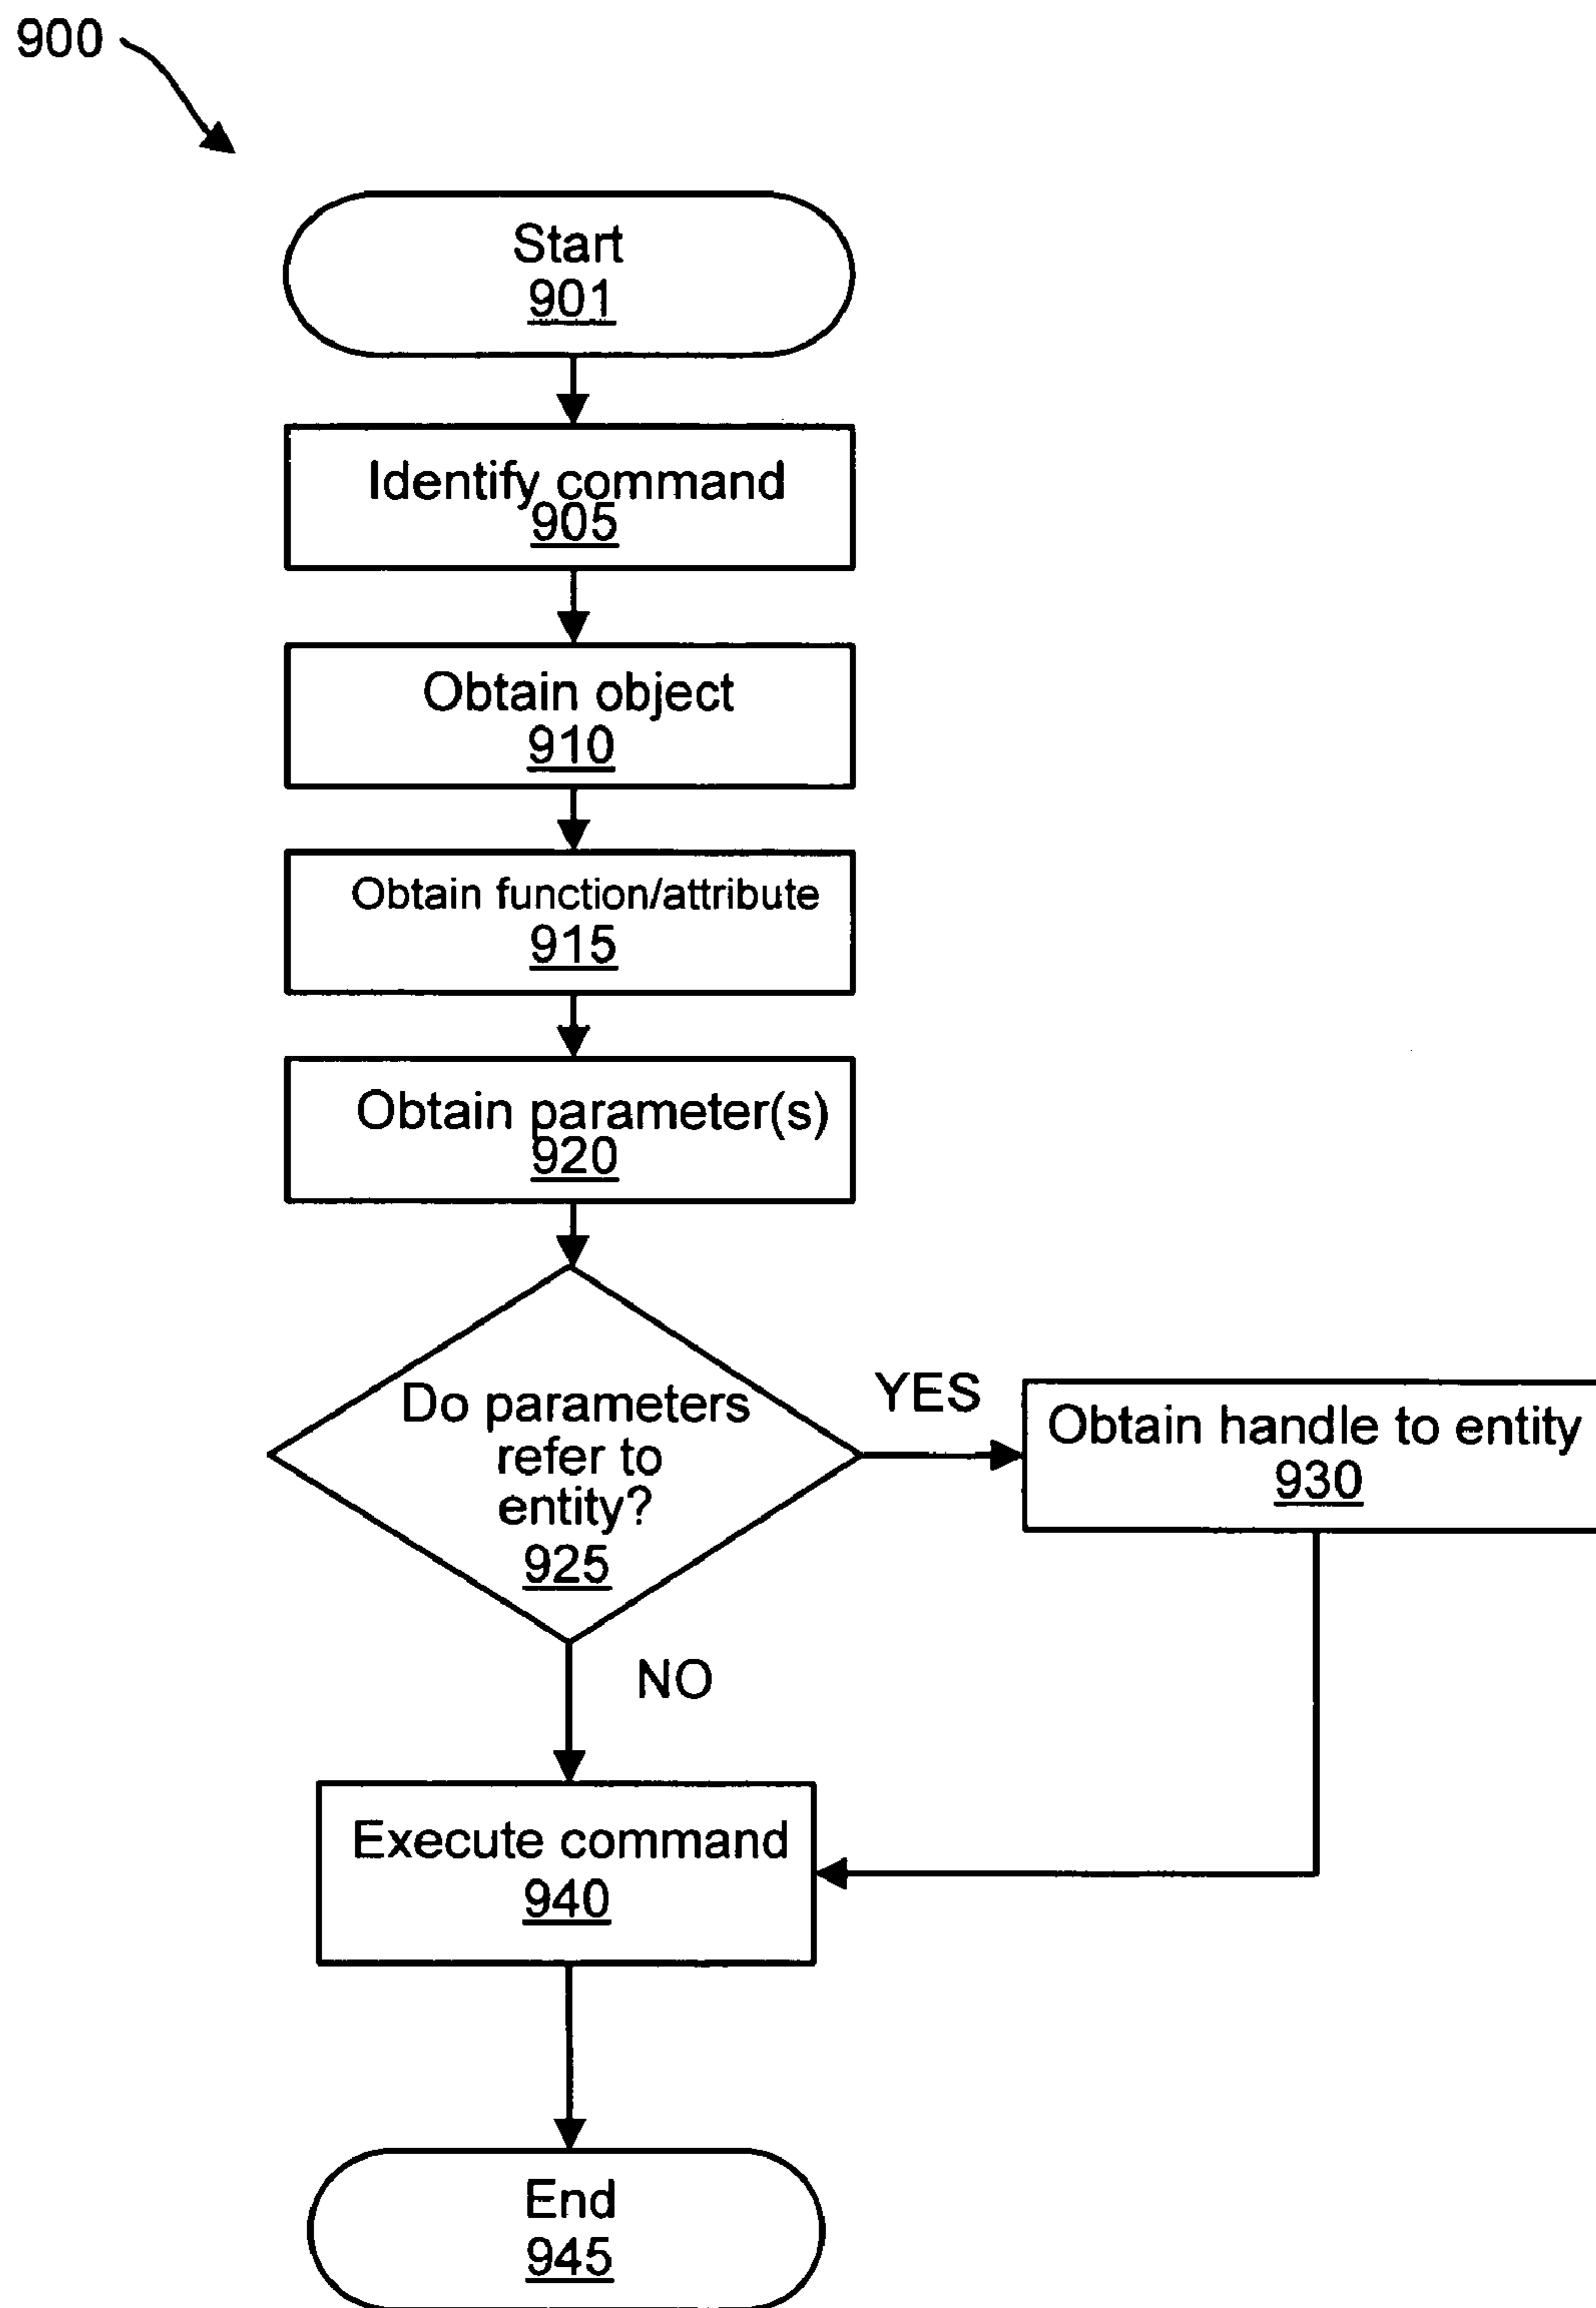 900
Start
901
Identify command
905
Obtain object
910
Obtain function/attribute
915
Obtain parameter(s)
920
Do parameters
refer to
entity?
925
YES
Obtain handle to entity
930
NO
Execute command
940
End
945